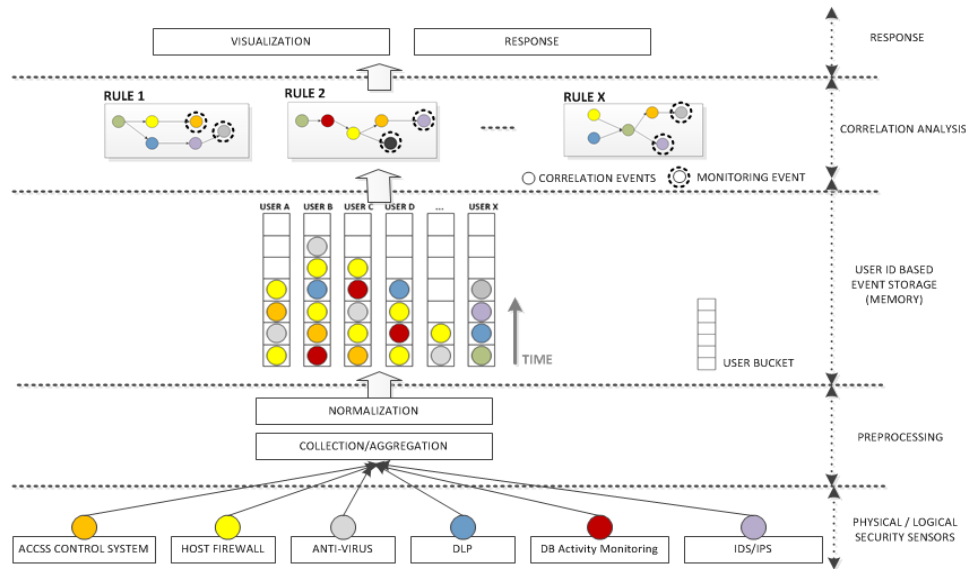 VISUALIZATION
RESPONSE
RESPONSE
RULE 1
RULE 2
RULE X
CORRELATION ANALYSIS
CORRELATION EVENTS
MONITORING EVENT
USER A
USER B
USER C
USER D
...
USER X
USER ID BASED
EVENT STORAGE
(MEMORY)
TIME
USER BUCKET
NORMALIZATION
COLLECTION/AGGREGATION
PREPROCESSING
ACCSS CONTROL SYSTEM
HOST FIREWALL
ANTI-VIRUS
DLP
DB Activity Monitoring
IDS/IPS
PHYSICAL / LOGICAL
SECURITY SENSORS